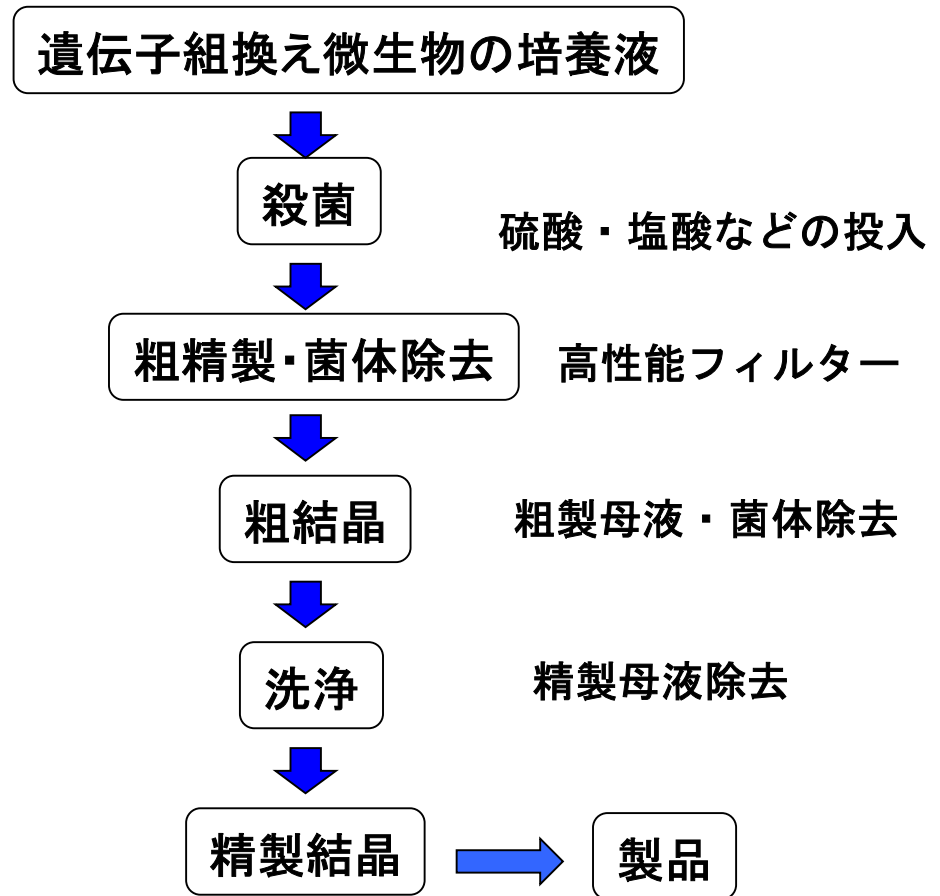 遺伝子組換え微生物の培養液
殺菌
硫酸・塩酸などの投入
粗精製・菌体除去
高性能フィルター
粗結晶
粗製母液・菌体除去
洗浄
精製母液除去
精製結晶
製品